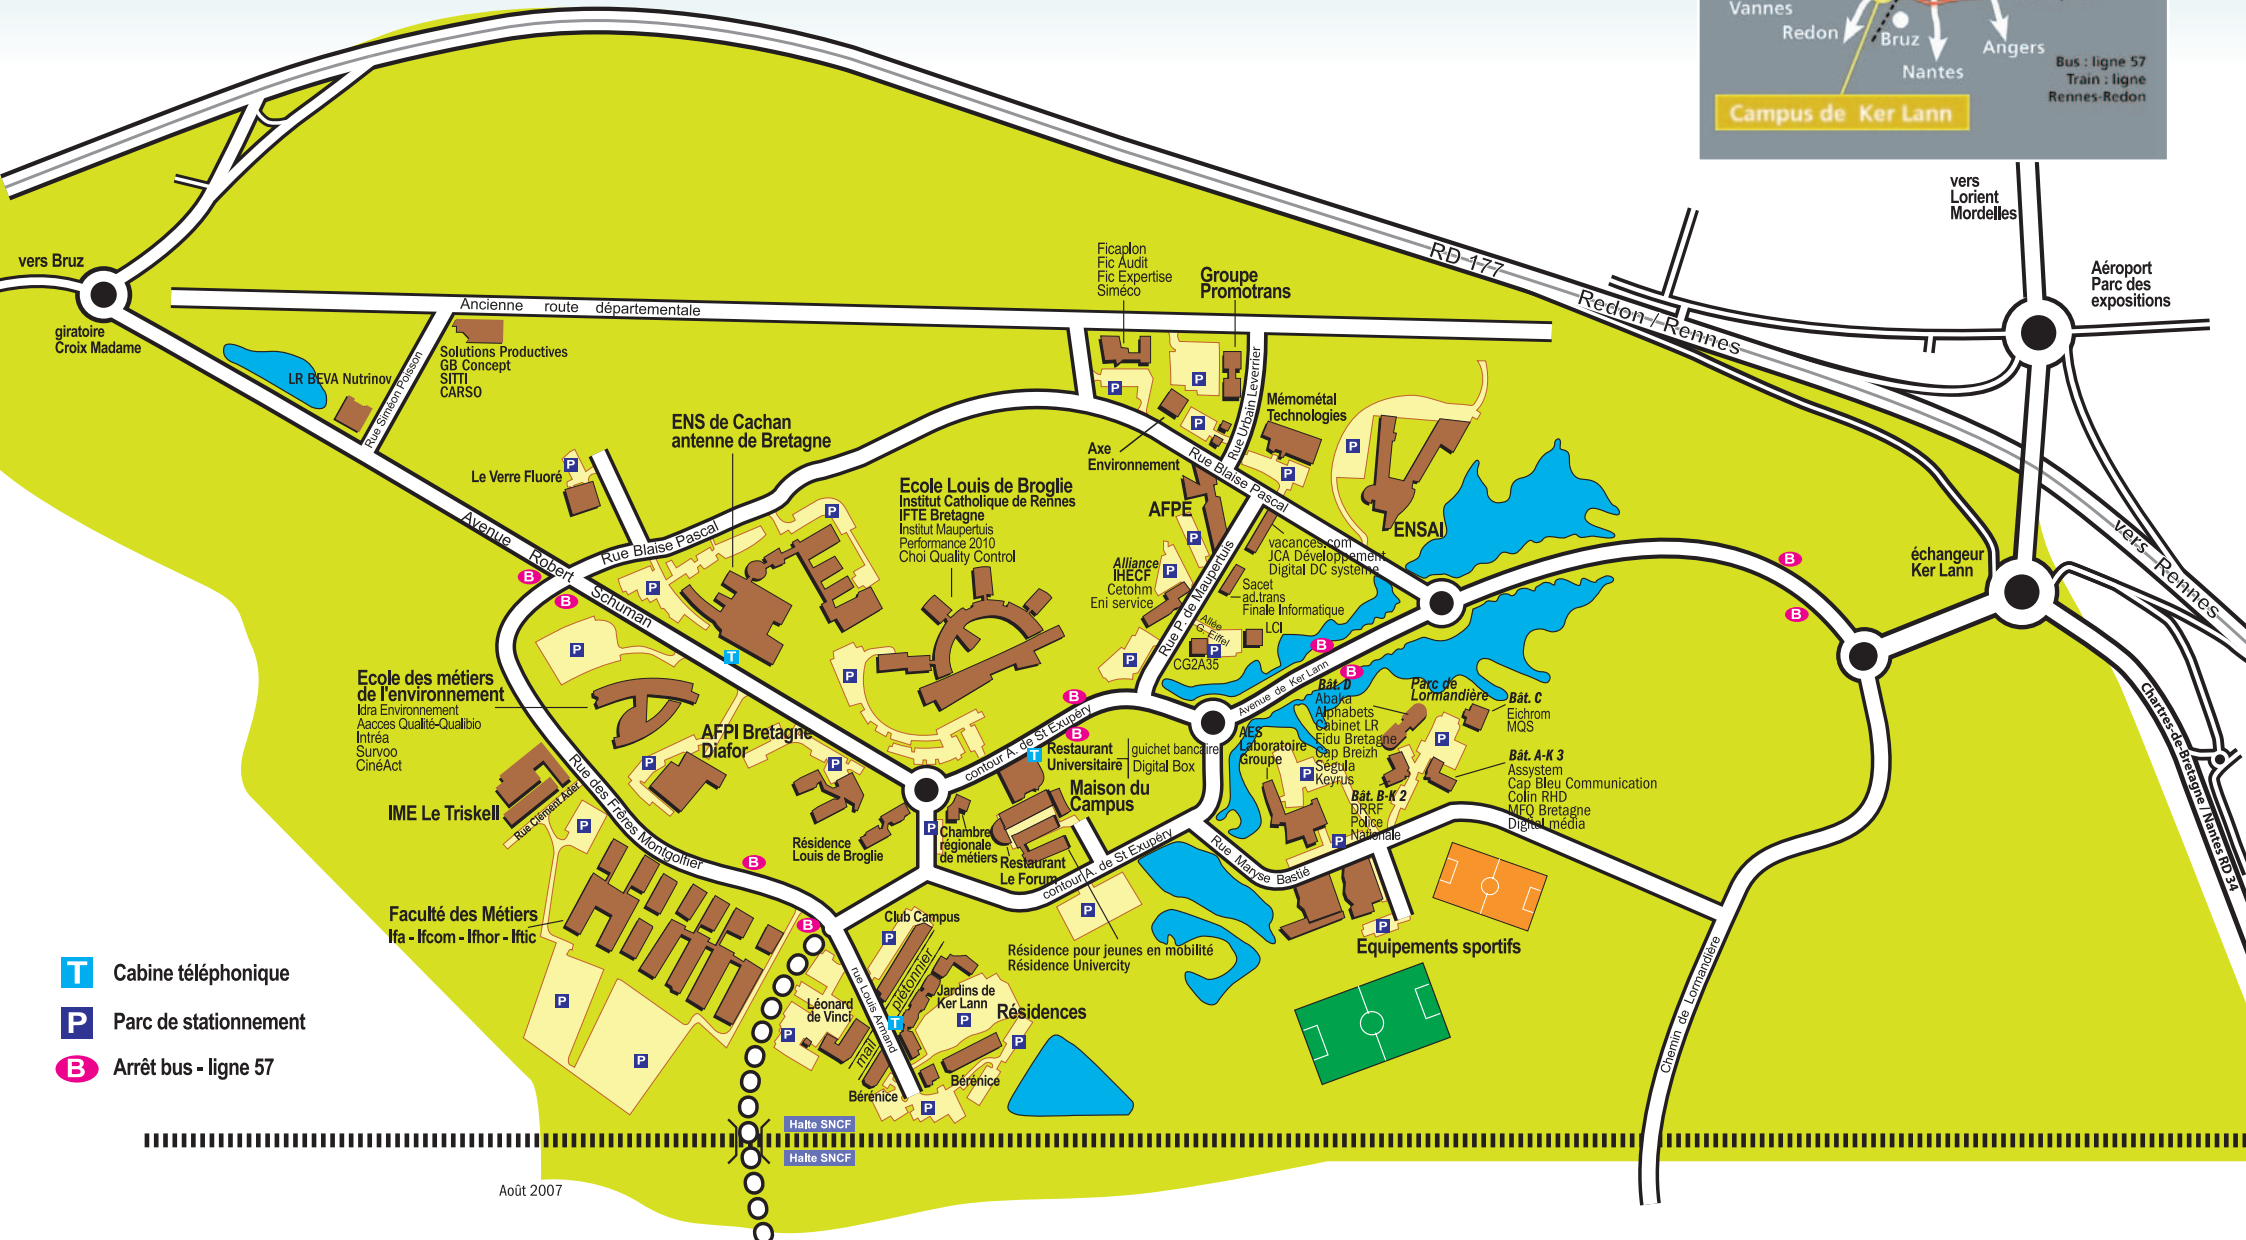 Vannes
Redon
Bruz
Angers
Nantes
Bus : ligne 57
Train : ligne
Rennes-Redon
Campus de Ker Lann
vers
Lorient
Mordelles
Aéroport
Parc des
expositions
RD 177
Redon / Rennes
vers Rennes
échangeur
Ker Lann
Chartres-de-Bretagne / Nantes RD 34
vers Bruz
giratoire
Croix Madame
Ancienne route départementale
Ficaplon
Fic Audit
Fic Expertise
Siméco
Groupe
Promotrans
Solutions Productives
GB Concept
SITTI
CARSO
LR BEVA Nutrinov
Rue Siméon Poisson
Rue Urbain Leverrier
Mémométal
Technologies
Axe
Environnement
Rue Blaise Pascal
ENS de Cachan
antenne de Bretagne
Le Verre Fluoré
Avenue Robert Schuman
Rue Blaise Pascal
Ecole Louis de Broglie
Institut Catholique de Rennes
IFTE Bretagne
Institut Maupertuis
Performance 2010
Choi Quality Control
AFPE
ENSAI
vacances.com
JCA Développement
Digital DC système
Alliance
IHECF
Cetohm
Eni service
Sacet
ad.trans
Finale Informatique
Rue P. de Maupertuis
Allée
G. Eiffel
LCI
CG2A35
Avenue de Ker Lann
Ecole des métiers
de l'environnement
Idra Environnement
Aacces Qualité-Qualibio
Intréa
Survoo
CinéAct
AFPI Bretagne
Diafor
contour A. de St Exupéry
Restaurant
Universitaire
guichet bancaire
Digital Box
Maison du
Campus
AES
Laboratoire
Groupe
Bât. D
Abaka
Alphabets
Cabinet LR
Fidu Bretagne
Cap Breizh
Ségula
Keyrus
Parc de
Lormandière
Bât. C
Eichrom
MQS
Bât. A-K 3
Assystem
Cap Bleu Communication
Colin RHD
MFQ Bretagne
Digital média
Bât. B-K 2
DRRF
Police
Nationale
IME Le Triskell
Rue Clément Ader
Rue des Frères Montgolfier
Résidence
Louis de Broglie
Chambre
régionale
de métiers
Restaurant
Le Forum
contour A. de St Exupéry
Rue Maryse Bastié
Faculté des Métiers
Ifa - Ifcom - Ifhor - Iftic
Club Campus
Résidence pour jeunes en mobilité
Résidence Univercity
Equipements sportifs
Chemin de Lormandière
rue Louis Armand
mail piétonnier
Léonard
de Vinci
Jardins de
Ker Lann
Résidences
Bérénice
Bérénice
T Cabine téléphonique
P Parc de stationnement
B Arrêt bus - ligne 57
Halte SNCF
Halte SNCF
Août 2007